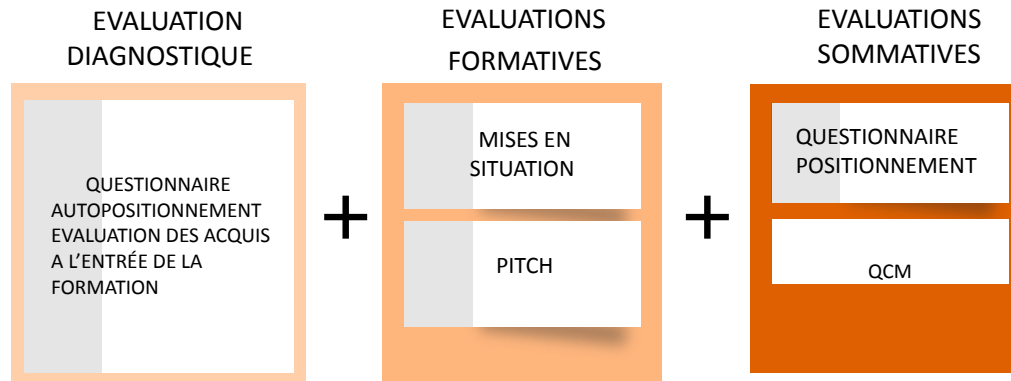 EVALUATION
DIAGNOSTIQUE
QUESTIONNAIRE
AUTOPOSITIONNEMENT
EVALUATION DES ACQUIS
A L’ENTRÉE DE LA
FORMATION
+
EVALUATIONS
FORMATIVES
MISES EN
SITUATION
PITCH
+
EVALUATIONS
SOMMATIVES
QUESTIONNAIRE
POSITIONNEMENT
QCM